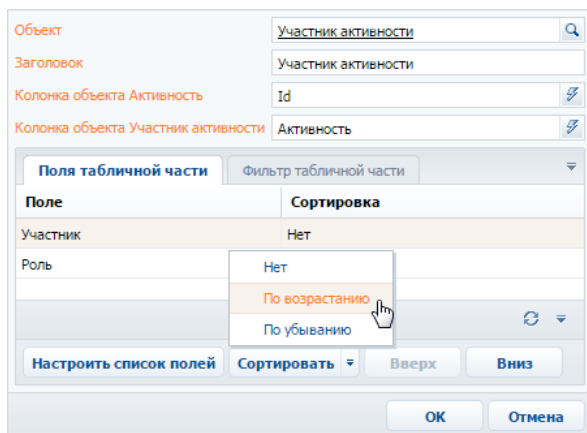 Объект Участник активности
Заголовок Участник активности
Колонка объекта Активность Id
Колонка объекта Участник активности Активность
Поля табличной части Фильтр табличной части
Поле Сортировка
Участник Нет
Роль
Нет
По возрастанию
По убыванию
Настроить список полей Сортировать Вверх Вниз
ОК Отмена